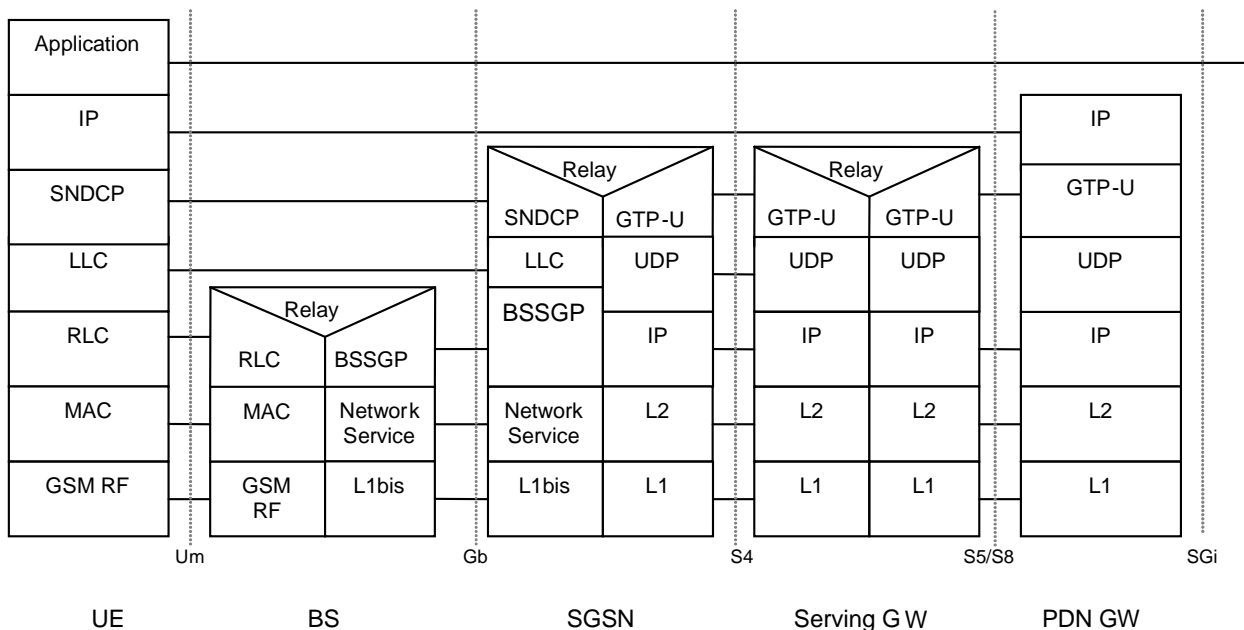 Application
IP
SNDCP
LLC
RLC
MAC
GSM RF
Relay
RLC
BSSGP
MAC
Network
Service
GSM
RF
L1bis
Relay
SNDCP
GTP-U
LLC
UDP
BSSGP
IP
Network
Service
L2
L1bis
L1
Relay
GTP-U
GTP-U
UDP
UDP
IP
IP
L2
L2
L1
L1
IP
GTP-U
UDP
IP
L2
L1
Um
Gb
S4
S5/S8
SGi
UE
BS
SGSN
Serving GW
PDN GW